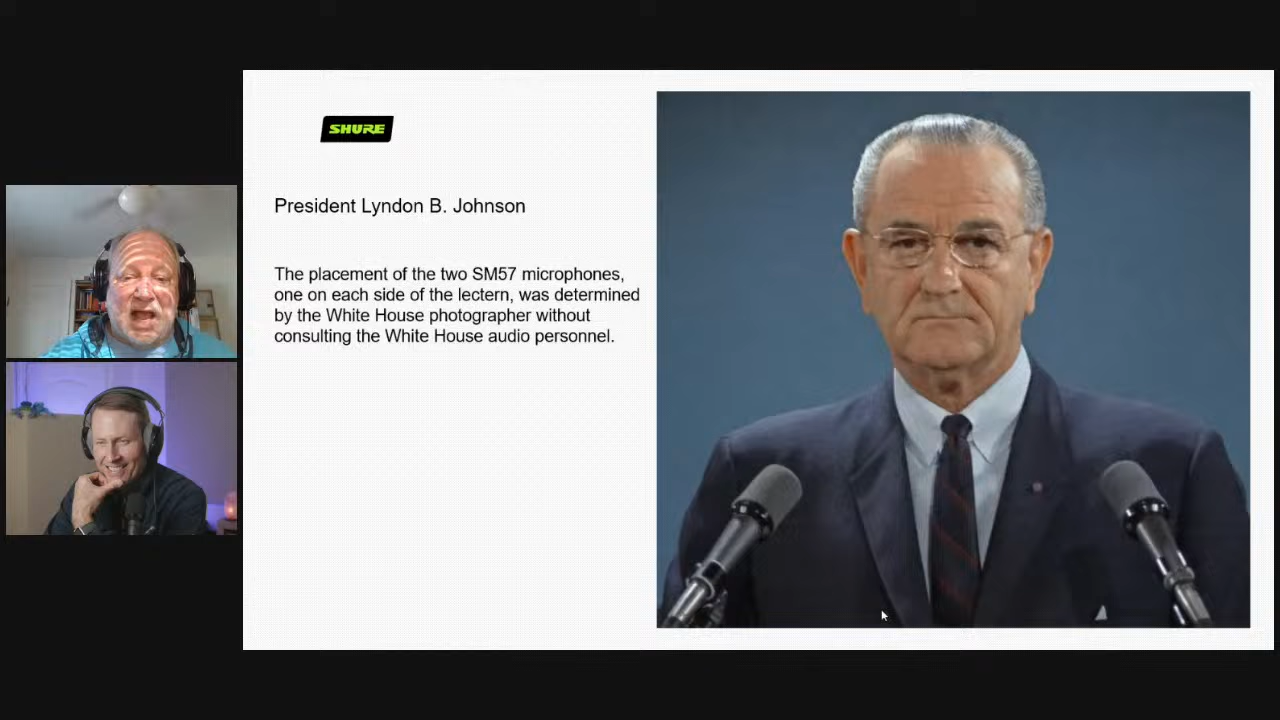 SHURE
President Lyndon B. Johnson
The placement of the two SM57 microphones,
one on each side of the lectern, was determined
by the White House photographer without
consulting the White House audio personnel.